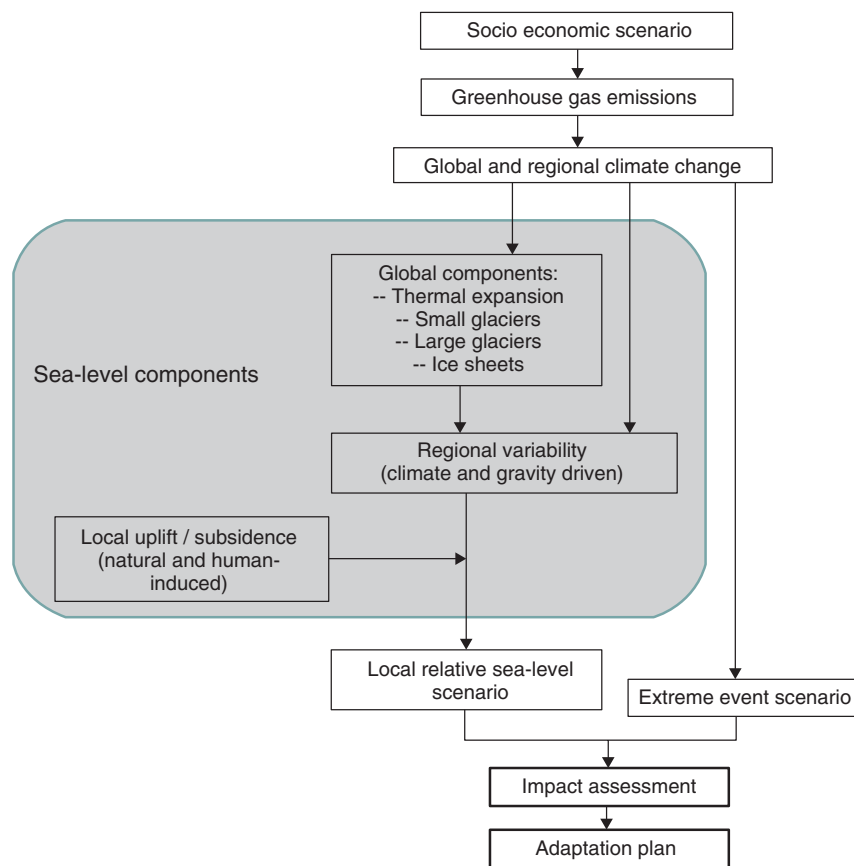 Socio economic scenario
Greenhouse gas emissions
Global and regional climate change
Global components:
-- Thermal expansion
-- Small glaciers
-- Large glaciers
-- Ice sheets
Sea-level components
Regional variability
(climate and gravity driven)
Local uplift / subsidence
(natural and human-
induced)
Local relative sea-level
scenario
Extreme event scenario
Impact assessment
Adaptation plan